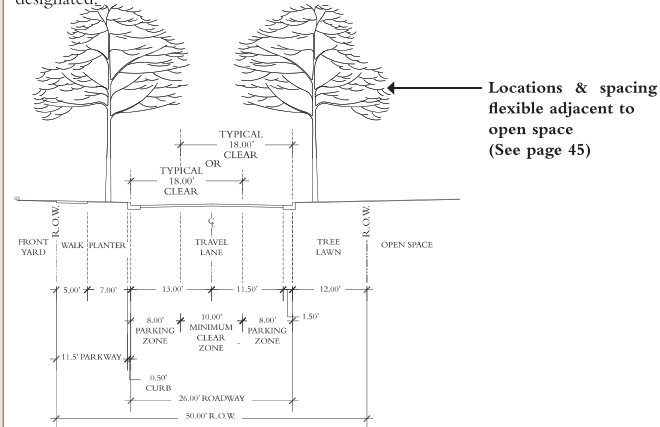 designated.
Locations & spacing
flexible adjacent to
open space
(See page 45)
TYPICAL
18.00'
CLEAR
OR
TYPICAL
18.00'
CLEAR
R.O.W.
R.O.W.
FRONT
YARD
WALK
PLANTER
℄
TRAVEL
LANE
TREE
LAWN
OPEN SPACE
5.00'
7.00'
13.00'
11.50'
12.00'
1.50'
8.00'
PARKING
ZONE
10.00'
MINIMUM
CLEAR
ZONE
8.00'
PARKING
ZONE
11.5' PARKWAY
0.50'
CURB
26.00' ROADWAY
50.00' R.O.W.